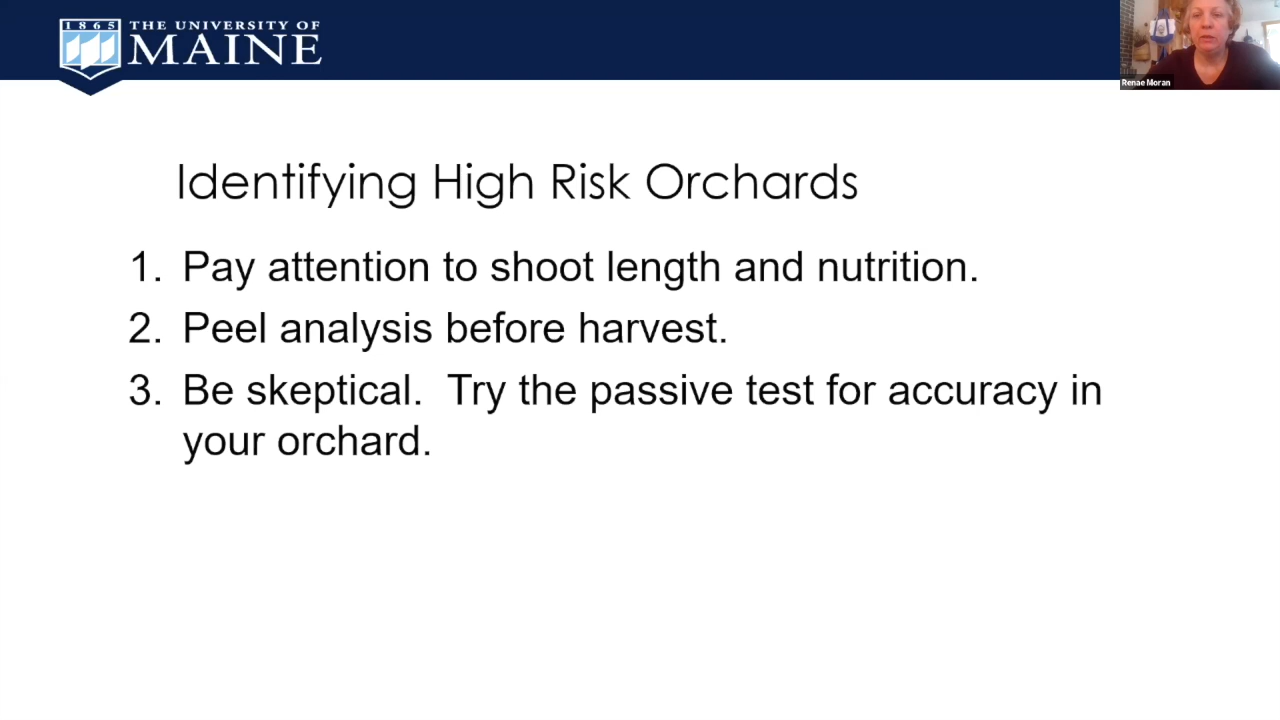 1865
THE UNIVERSITY OF
MAINE
Renae Moran
Identifying High Risk Orchards
1. Pay attention to shoot length and nutrition.
2. Peel analysis before harvest.
3. Be skeptical.  Try the passive test for accuracy in
your orchard.